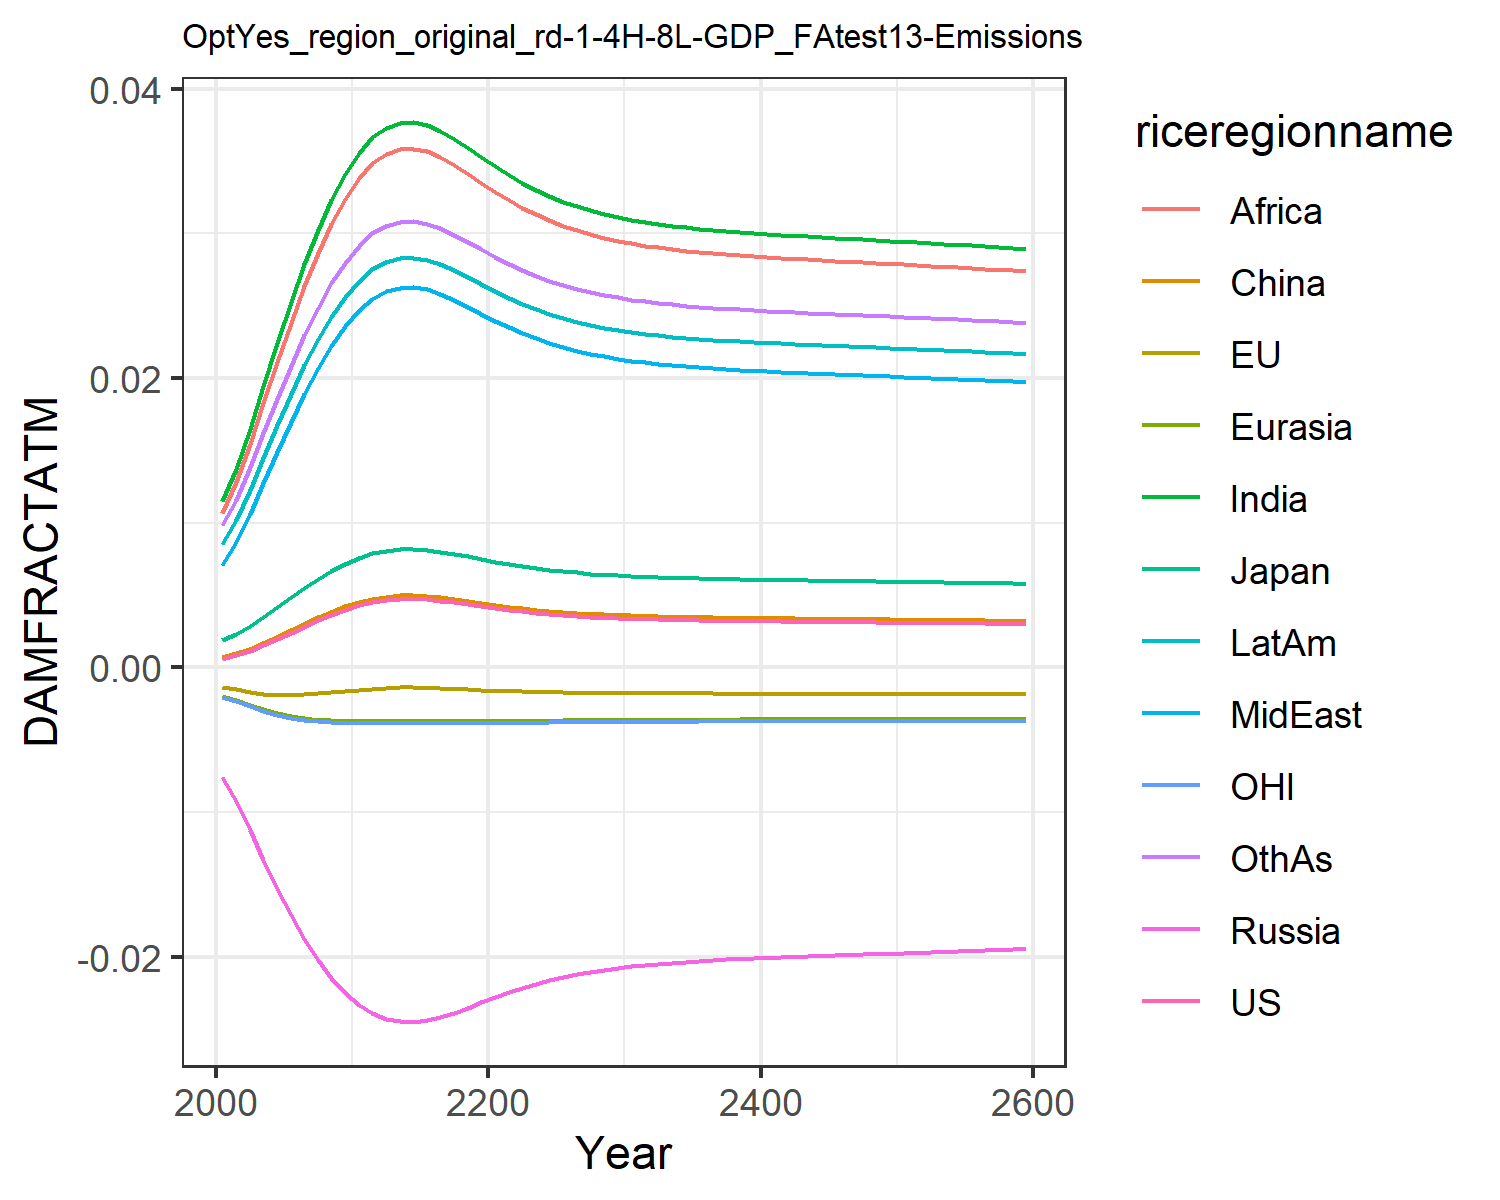 OptYes_region_original_rd-1-4H-8L-GDP_FAtest13-Emissions
DAMFRACTATM
0.04
0.02
0.00
-0.02
2000
2200
2400
2600
Year
riceregionname
Africa
China
EU
Eurasia
India
Japan
LatAm
MidEast
OHI
OthAs
Russia
US